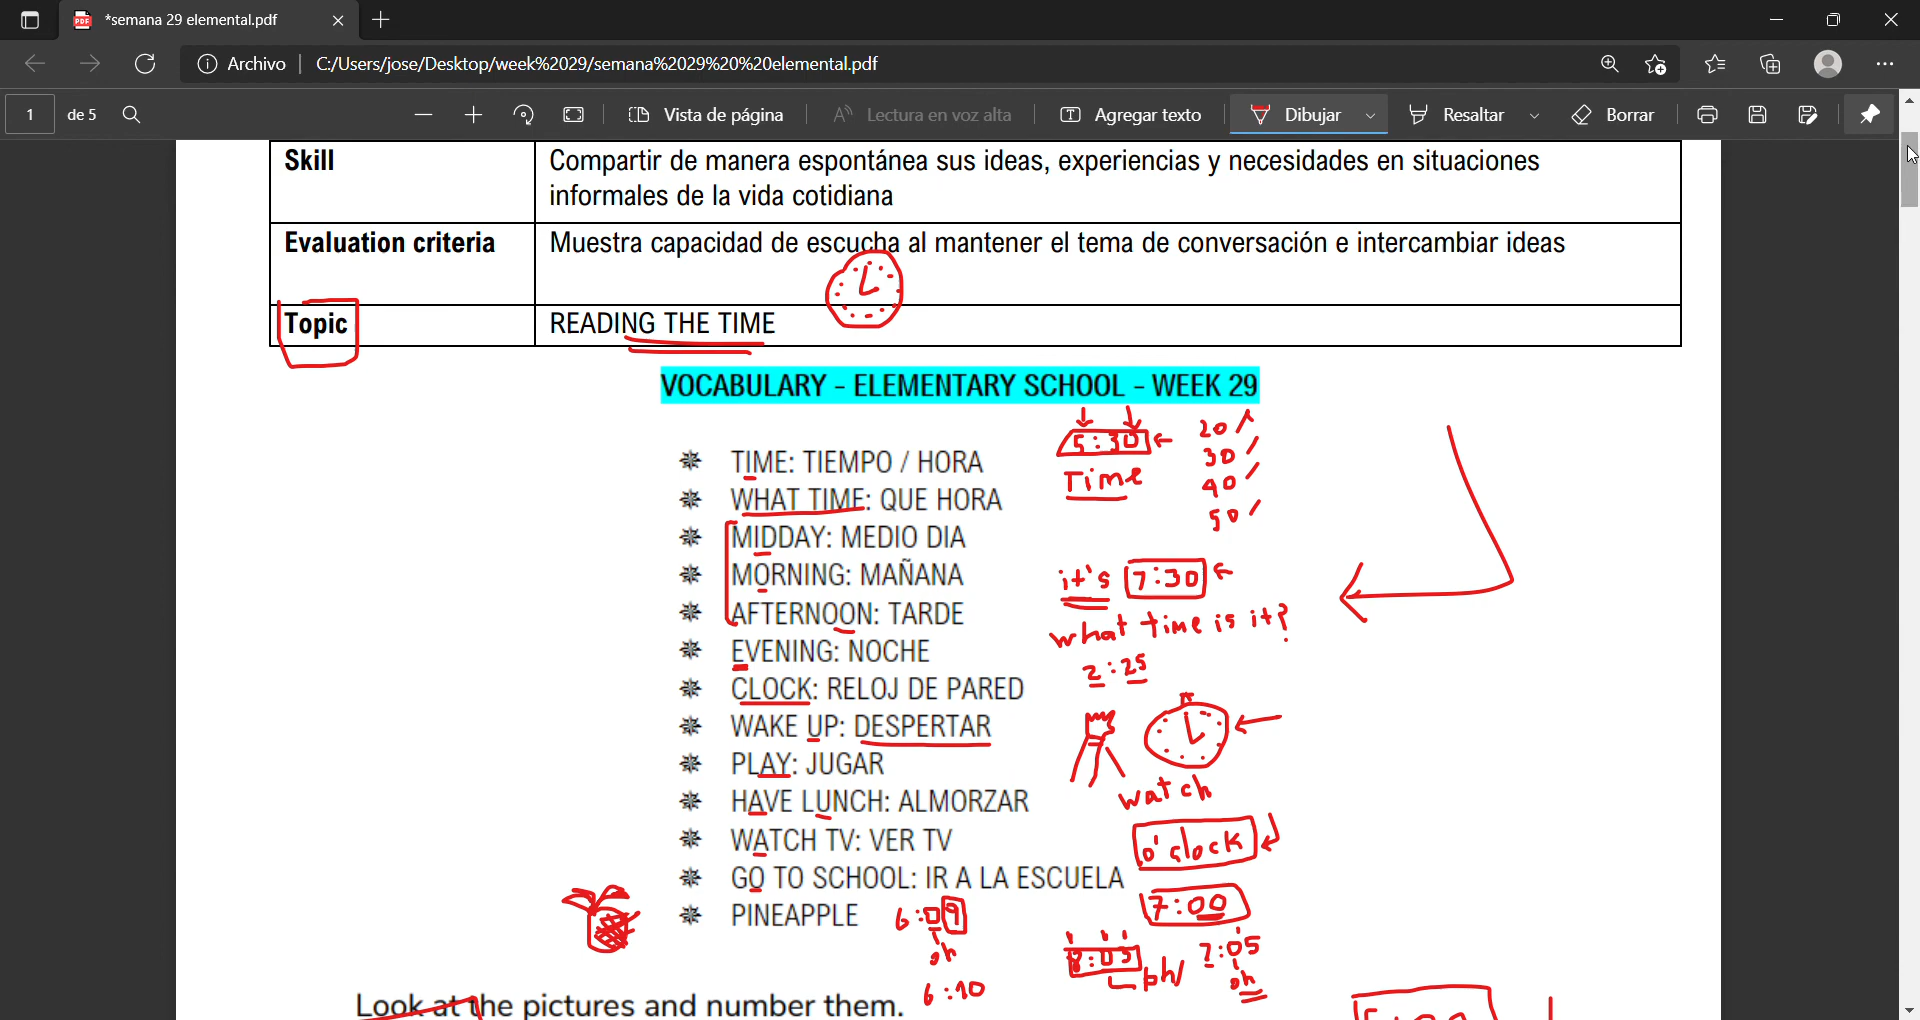 *semana 29 elemental.pdf
Archivo | C:/Users/jose/Desktop/week%2029/semana%2029%20%20elemental.pdf
1 de 5
Vista de página
Lectura en voz alta
Agregar texto
Dibujar
Resaltar
Borrar
Skill
Compartir de manera espontánea sus ideas, experiencias y necesidades en situaciones
informales de la vida cotidiana
Evaluation criteria
Muestra capacidad de escucha al mantener el tema de conversación e intercambiar ideas
Topic
READING THE TIME
VOCABULARY - ELEMENTARY SCHOOL - WEEK 29
TIME: TIEMPO / HORA
WHAT TIME: QUE HORA
MIDDAY: MEDIO DIA
MORNING: MAÑANA
AFTERNOON: TARDE
EVENING: NOCHE
CLOCK: RELOJ DE PARED
WAKE UP: DESPERTAR
PLAY: JUGAR
HAVE LUNCH: ALMORZAR
WATCH TV: VER TV
GO TO SCHOOL: IR A LA ESCUELA
PINEAPPLE
5:30
Time
20
30
40
50
it's 7:30
what time is it?
2:25
watch
o'clock
7:00
6:09
oh
6:10
8:05
oh
7:05
oh
Look at the pictures and number them.